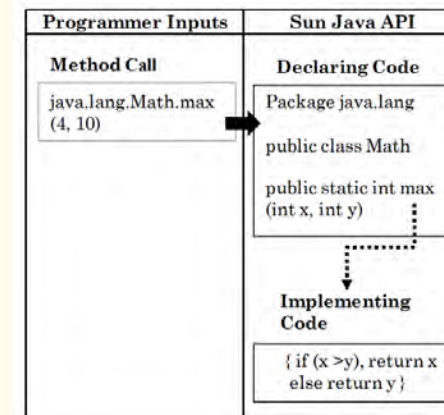 Programmer Inputs
Sun Java API
Method Call
java.lang.Math.max
(4, 10)
Declaring Code
Package java.lang
public class Math
public static int max
(int x, int y)
Implementing
Code
{ if (x >y), return x
else return y }